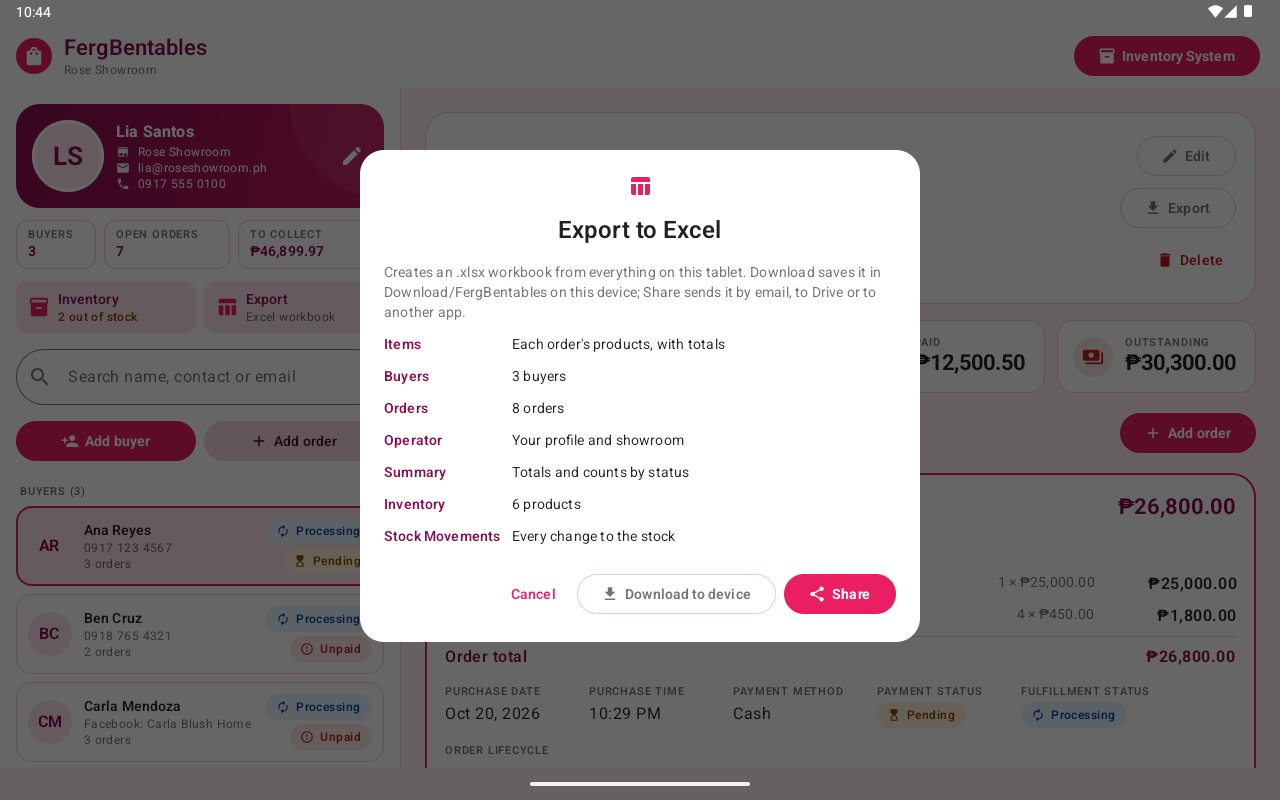 10:44
FergBentables
Rose Showroom
Inventory System
LS
Lia Santos
Rose Showroom
lia@roseshowroom.ph
0917 555 0100
BUYERS
3
OPEN ORDERS
7
TO COLLECT
₱46,899.97
Inventory
2 out of stock
Export
Excel workbook
Search name, contact or email
Add buyer
Add order
BUYERS (3)
AR
Ana Reyes
0917 123 4567
3 orders
Processing
Pending
BC
Ben Cruz
0918 765 4321
2 orders
Processing
Unpaid
CM
Carla Mendoza
Facebook: Carla Blush Home
3 orders
Processing
Unpaid
Export to Excel
Creates an .xlsx workbook from everything on this tablet. Download saves it in
Download/FergBentables on this device; Share sends it by email, to Drive or to
another app.
Items Each order's products, with totals
Buyers 3 buyers
Orders 8 orders
Operator Your profile and showroom
Summary Totals and counts by status
Inventory 6 products
Stock Movements Every change to the stock
Cancel
Download to device
Share
Edit
Export
Delete
PAID
₱12,500.50
OUTSTANDING
₱30,300.00
Add order
₱26,800.00
1 × ₱25,000.00 ₱25,000.00
4 × ₱450.00 ₱1,800.00
Order total ₱26,800.00
PURCHASE DATE
Oct 20, 2026
PURCHASE TIME
10:29 PM
PAYMENT METHOD
Cash
PAYMENT STATUS
Pending
FULFILLMENT STATUS
Processing
ORDER LIFECYCLE